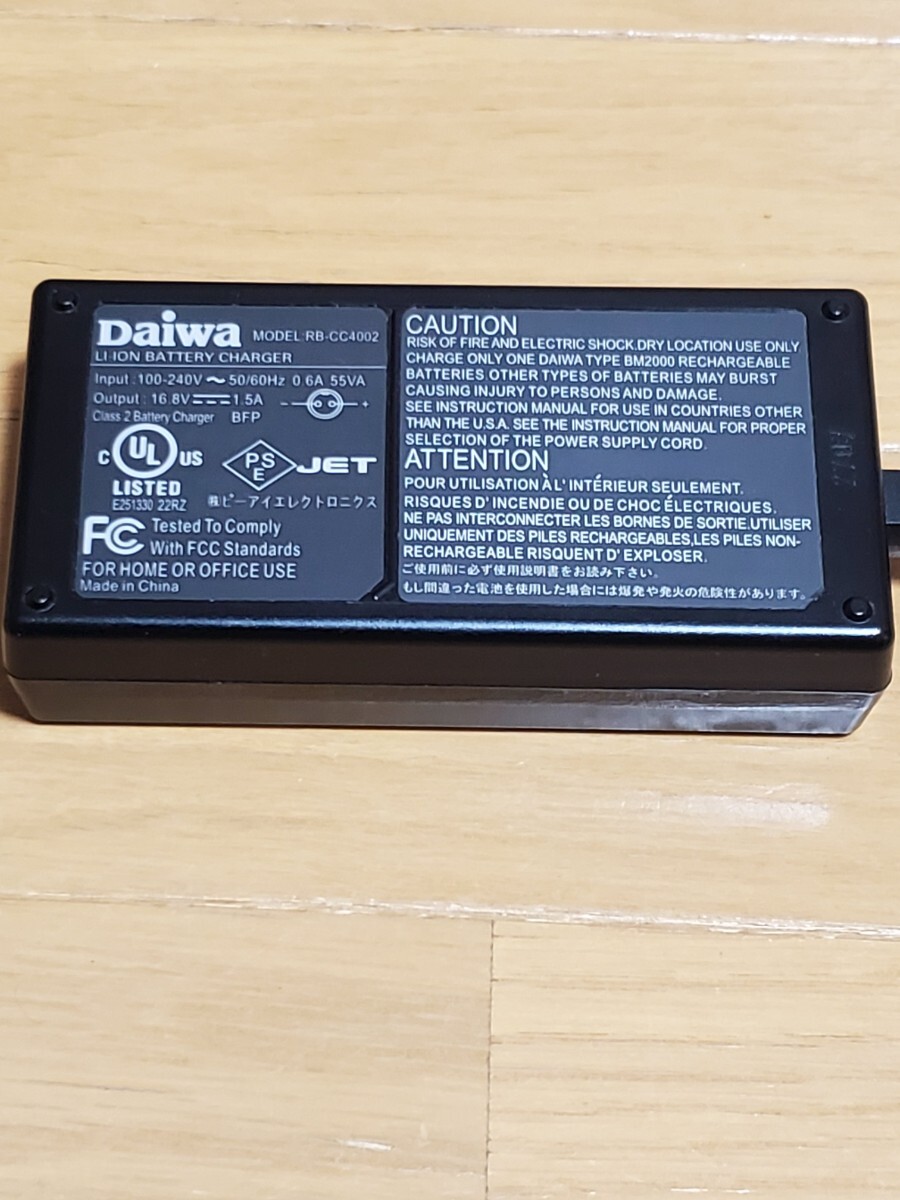 Daiwa MODEL:RB-CC4002
LI-ION BATTERY CHARGER
Input :100-240V～50/60Hz 0.6A 55VA
Output : 16.8V⎓1.5A - +
Class 2 Battery Charger BFP
C UL US
LISTED
E251330 22RZ
PS
E
JET
㈱ピーアイエレクトロニクス
FC Tested To Comply
With FCC Standards
FOR HOME OR OFFICE USE
Made in China
CAUTION
RISK OF FIRE AND ELECTRIC SHOCK.DRY LOCATION USE ONLY
CHARGE ONLY ONE DAIWA TYPE BM2000 RECHARGEABLE
BATTERIES.OTHER TYPES OF BATTERIES MAY BURST
CAUSING INJURY TO PERSONS AND DAMAGE.
SEE INSTRUCTION MANUAL FOR USE IN COUNTRIES OTHER
THAN THE U.S.A. SEE THE INSTRUCTION MANUAL FOR PROPER
SELECTION OF THE POWER SUPPLY CORD.
ATTENTION
POUR UTILISATION À L' INTÉRIEUR SEULEMENT.
RISQUES D' INCENDIE OU DE CHOC ÉLECTRIQUES.
NE PAS INTERCONNECTER LES BORNES DE SORTIE.UTILISER
UNIQUEMENT DES PILES RECHARGEABLES,LES PILES NON-
RECHARGEABLE RISQUENT D' EXPLOSER.
ご使用前に必ず使用説明書をお読み下さい。
もし間違った電池を使用した場合には爆発や発火の危険性があります。